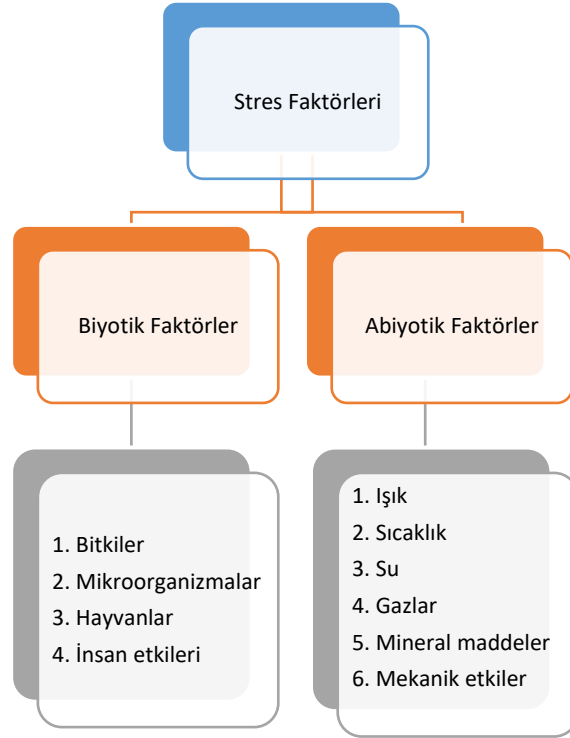 Stres Faktörleri
Biyotik Faktörler
Abiyotik Faktörler
1. Bitkiler
2. Mikroorganizmalar
3. Hayvanlar
4. İnsan etkileri
1. Işık
2. Sıcaklık
3. Su
4. Gazlar
5. Mineral maddeler
6. Mekanik etkiler